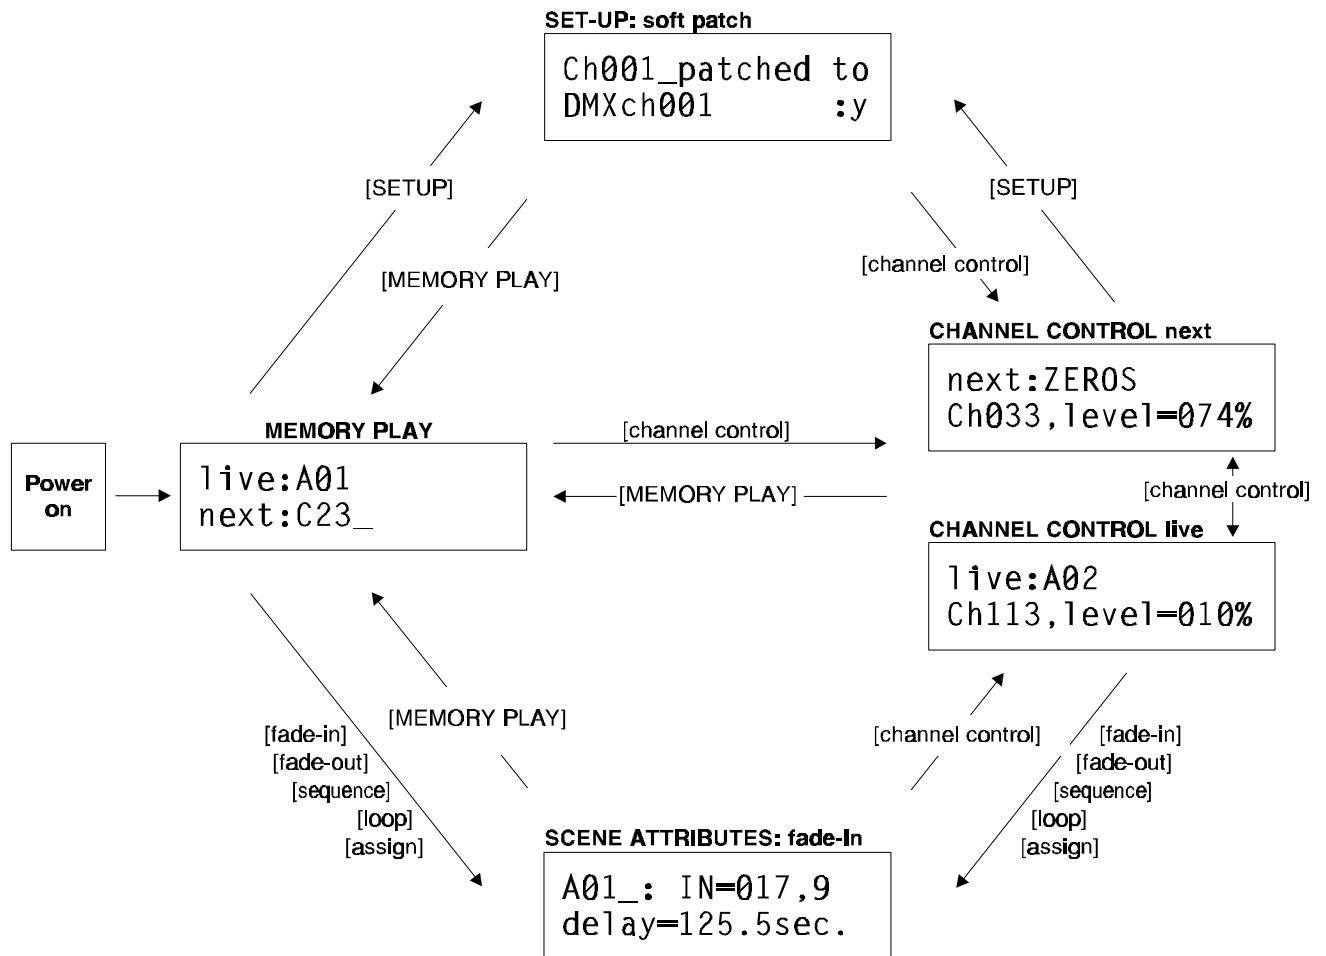 SET-UP: soft patch
Ch001_patched to
DMXch001 :y
[SETUP]
[SETUP]
[MEMORY PLAY]
[channel control]
CHANNEL CONTROL next
next:ZEROS
Ch033,level=074%
MEMORY PLAY
live:A01
next:C23_
Power
on
[channel control]
[MEMORY PLAY]
[channel control]
CHANNEL CONTROL live
live:A02
Ch113,level=010%
[MEMORY PLAY]
[fade-in]
[fade-out]
[sequence]
[loop]
[assign]
[channel control]
[fade-in]
[fade-out]
[sequence]
[loop]
[assign]
SCENE ATTRIBUTES: fade-In
A01_: IN=017,9
delay=125.5sec.